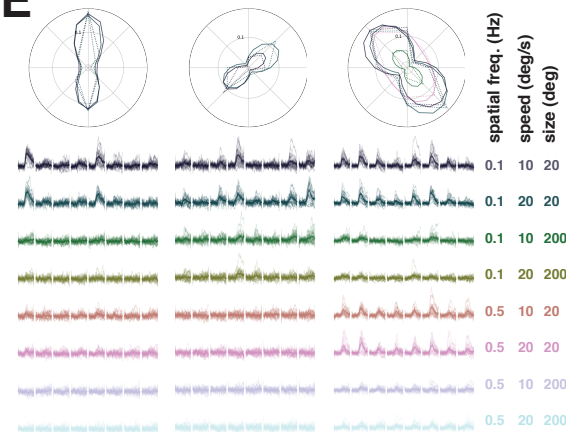 E
0.1
0.1
0.1
spatial freq. (Hz)
speed (deg/s)
size (deg)
0.1 10 20
0.1 20 20
0.1 10 200
0.1 20 200
0.5 10 20
0.5 20 20
0.5 10 200
0.5 20 200